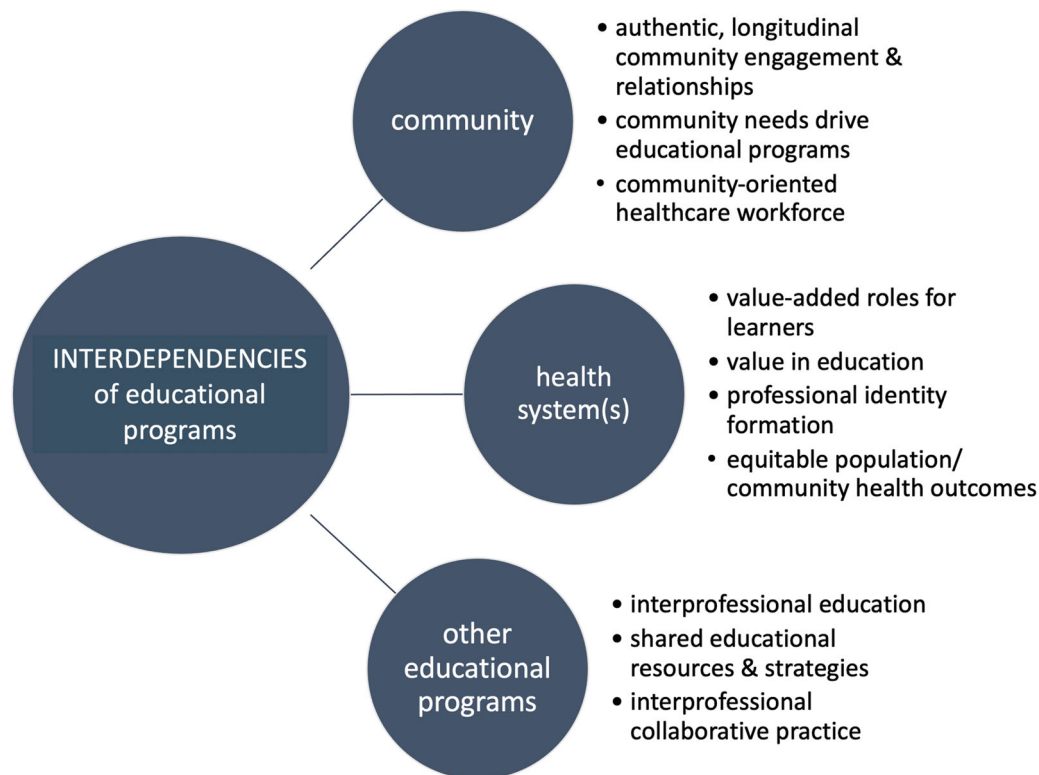 INTERDEPENDENCIES
of educational
programs
community
• authentic, longitudinal
community engagement &
relationships
• community needs drive
educational programs
• community-oriented
healthcare workforce
health
system(s)
• value-added roles for
learners
• value in education
• professional identity
formation
• equitable population/
community health outcomes
other
educational
programs
• interprofessional education
• shared educational
resources & strategies
• interprofessional
collaborative practice